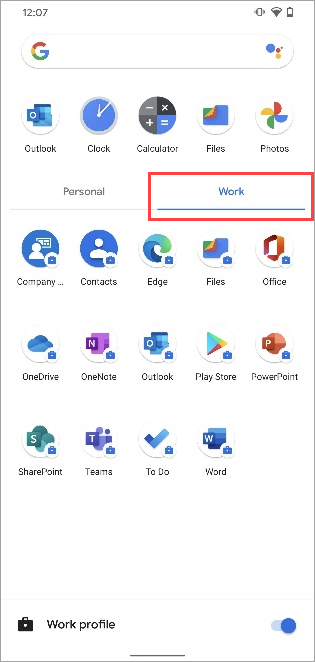 12:07
Outlook Clock Calculator Files Photos
Personal Work
Company ... Contacts Edge Files Office
OneDrive OneNote Outlook Play Store PowerPoint
SharePoint Teams To Do Word
Work profile